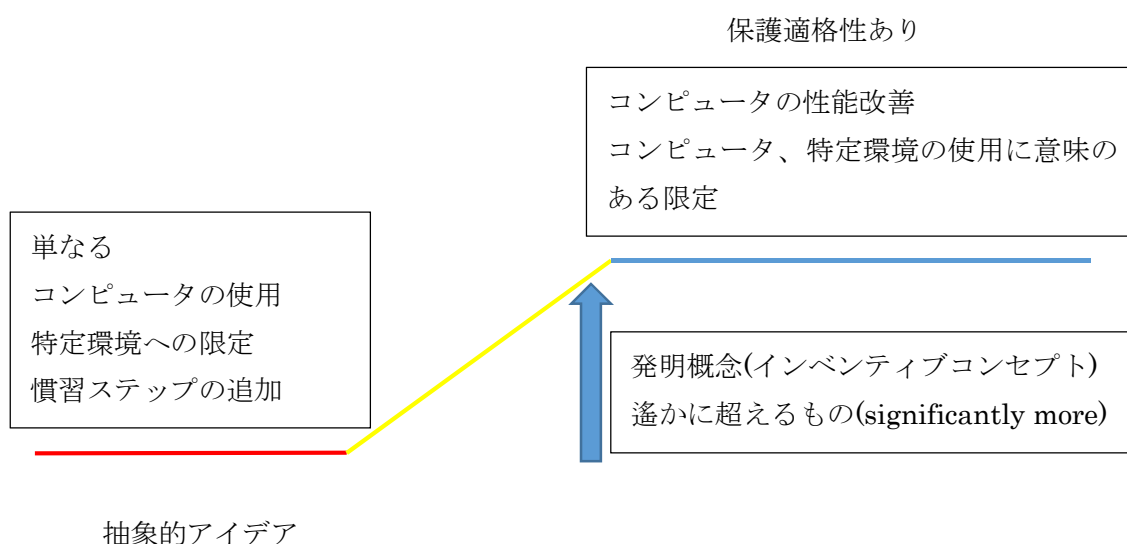 保護適格性あり
コンピュータの性能改善
コンピュータ、特定環境の使用に意味の
ある限定
単なる
コンピュータの使用
特定環境への限定
慣習ステップの追加
発明概念(インベンティブコンセプト)
遙かに超えるもの(significantly more)
抽象的アイデア